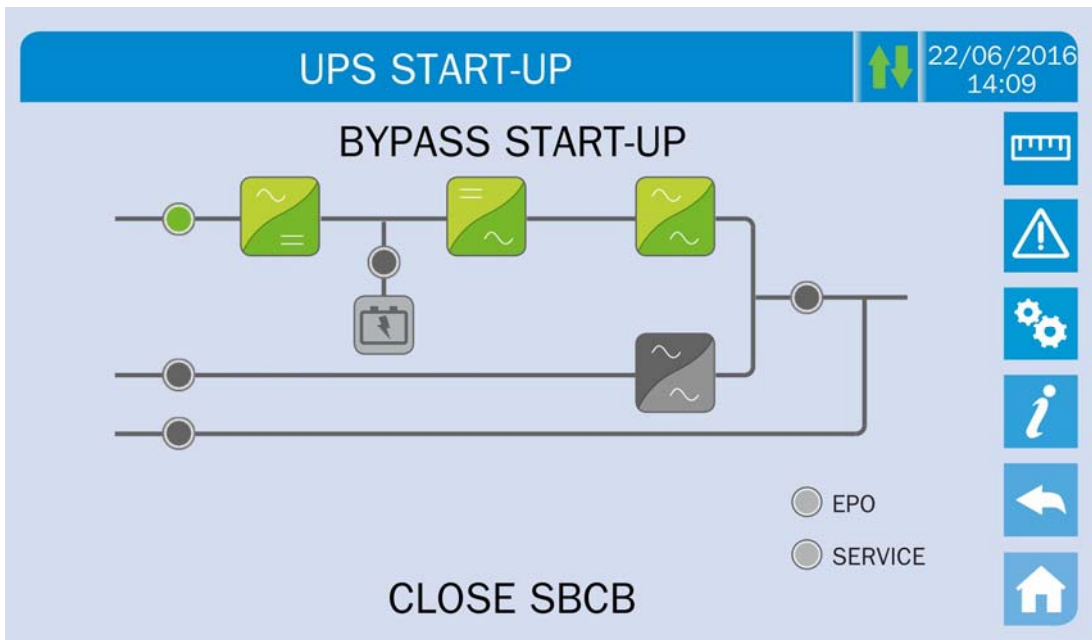 UPS START-UP
22/06/2016
14:09
BYPASS START-UP
EPO
SERVICE
CLOSE SBCB